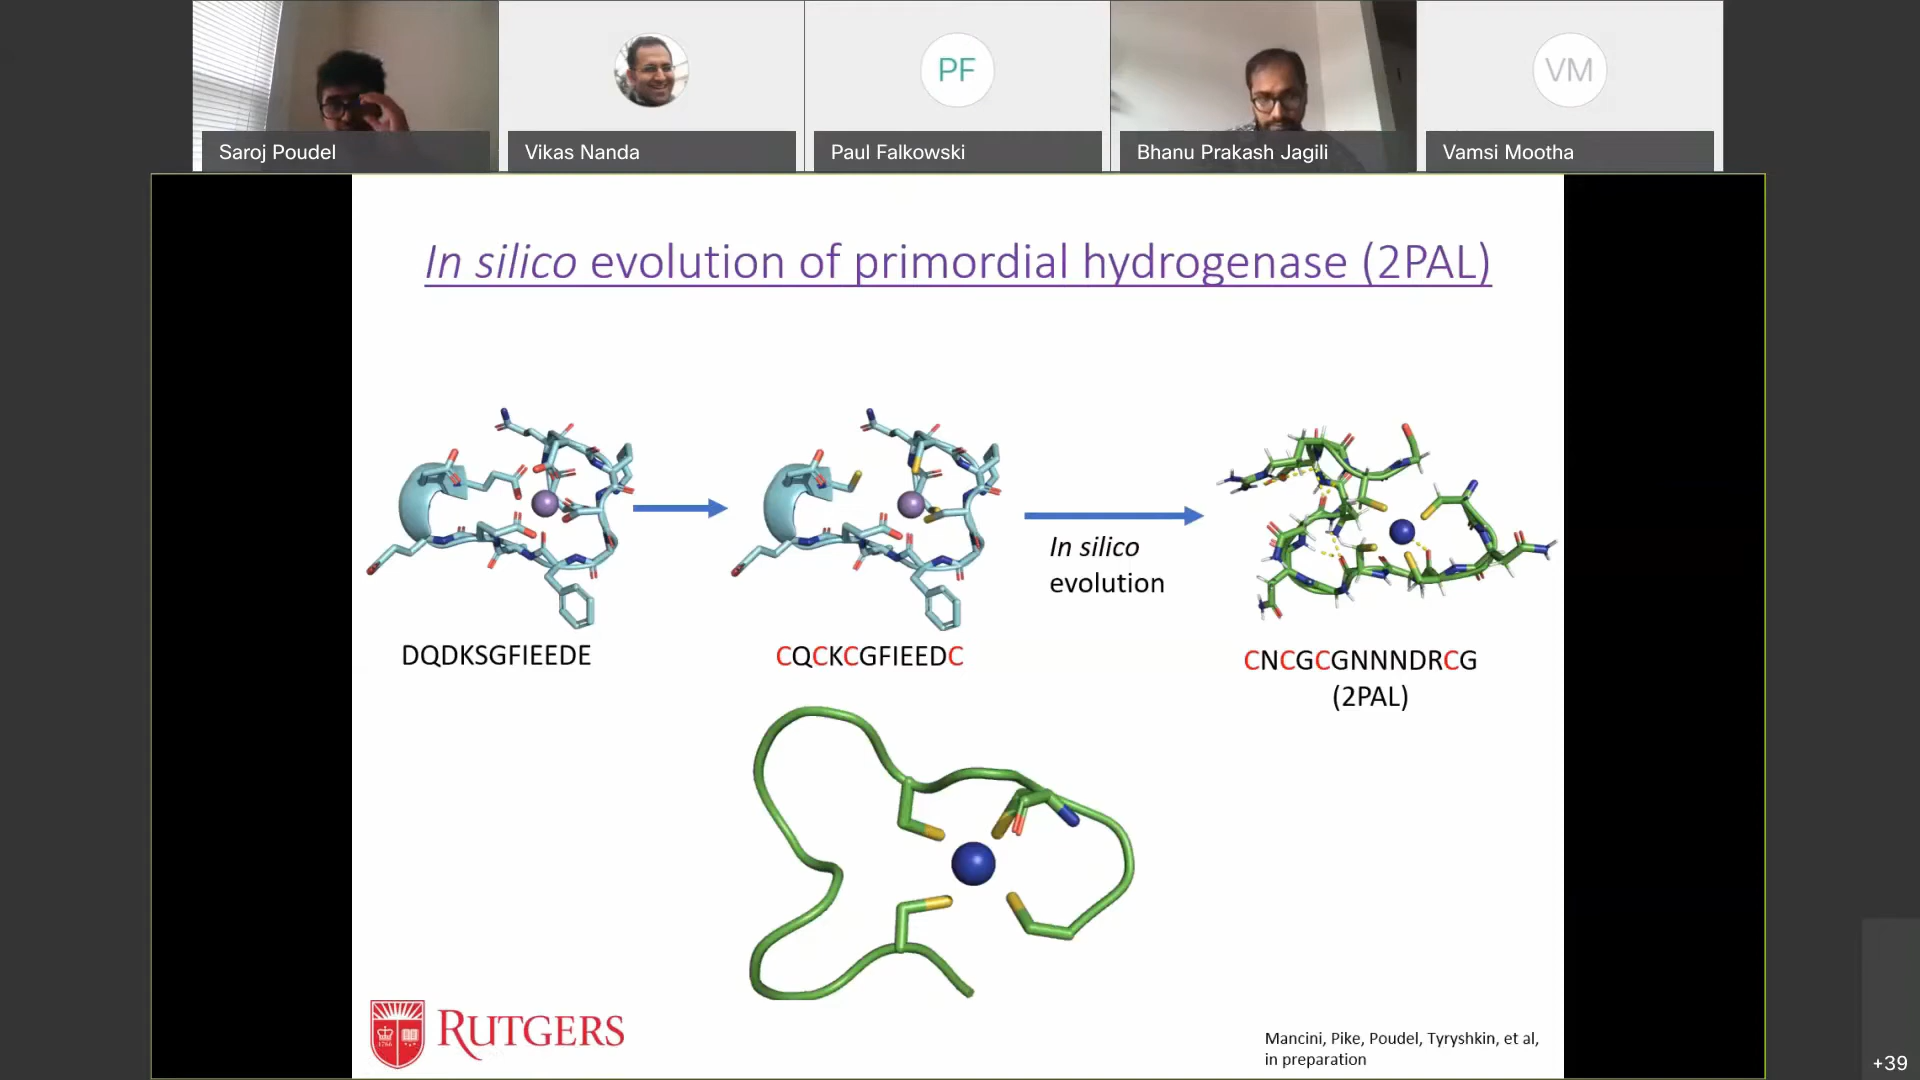 Saroj Poudel
Vikas Nanda
PF
Paul Falkowski
Bhanu Prakash Jagili
VM
Vamsi Mootha
In silico evolution of primordial hydrogenase (2PAL)
In silico
evolution
DQDKSGFIEEDE
CQCKCGFIEEDC
CNCGCGNNNDRCG
(2PAL)
1766
RUTGERS
Mancini, Pike, Poudel, Tyryshkin, et al,
in preparation
+39